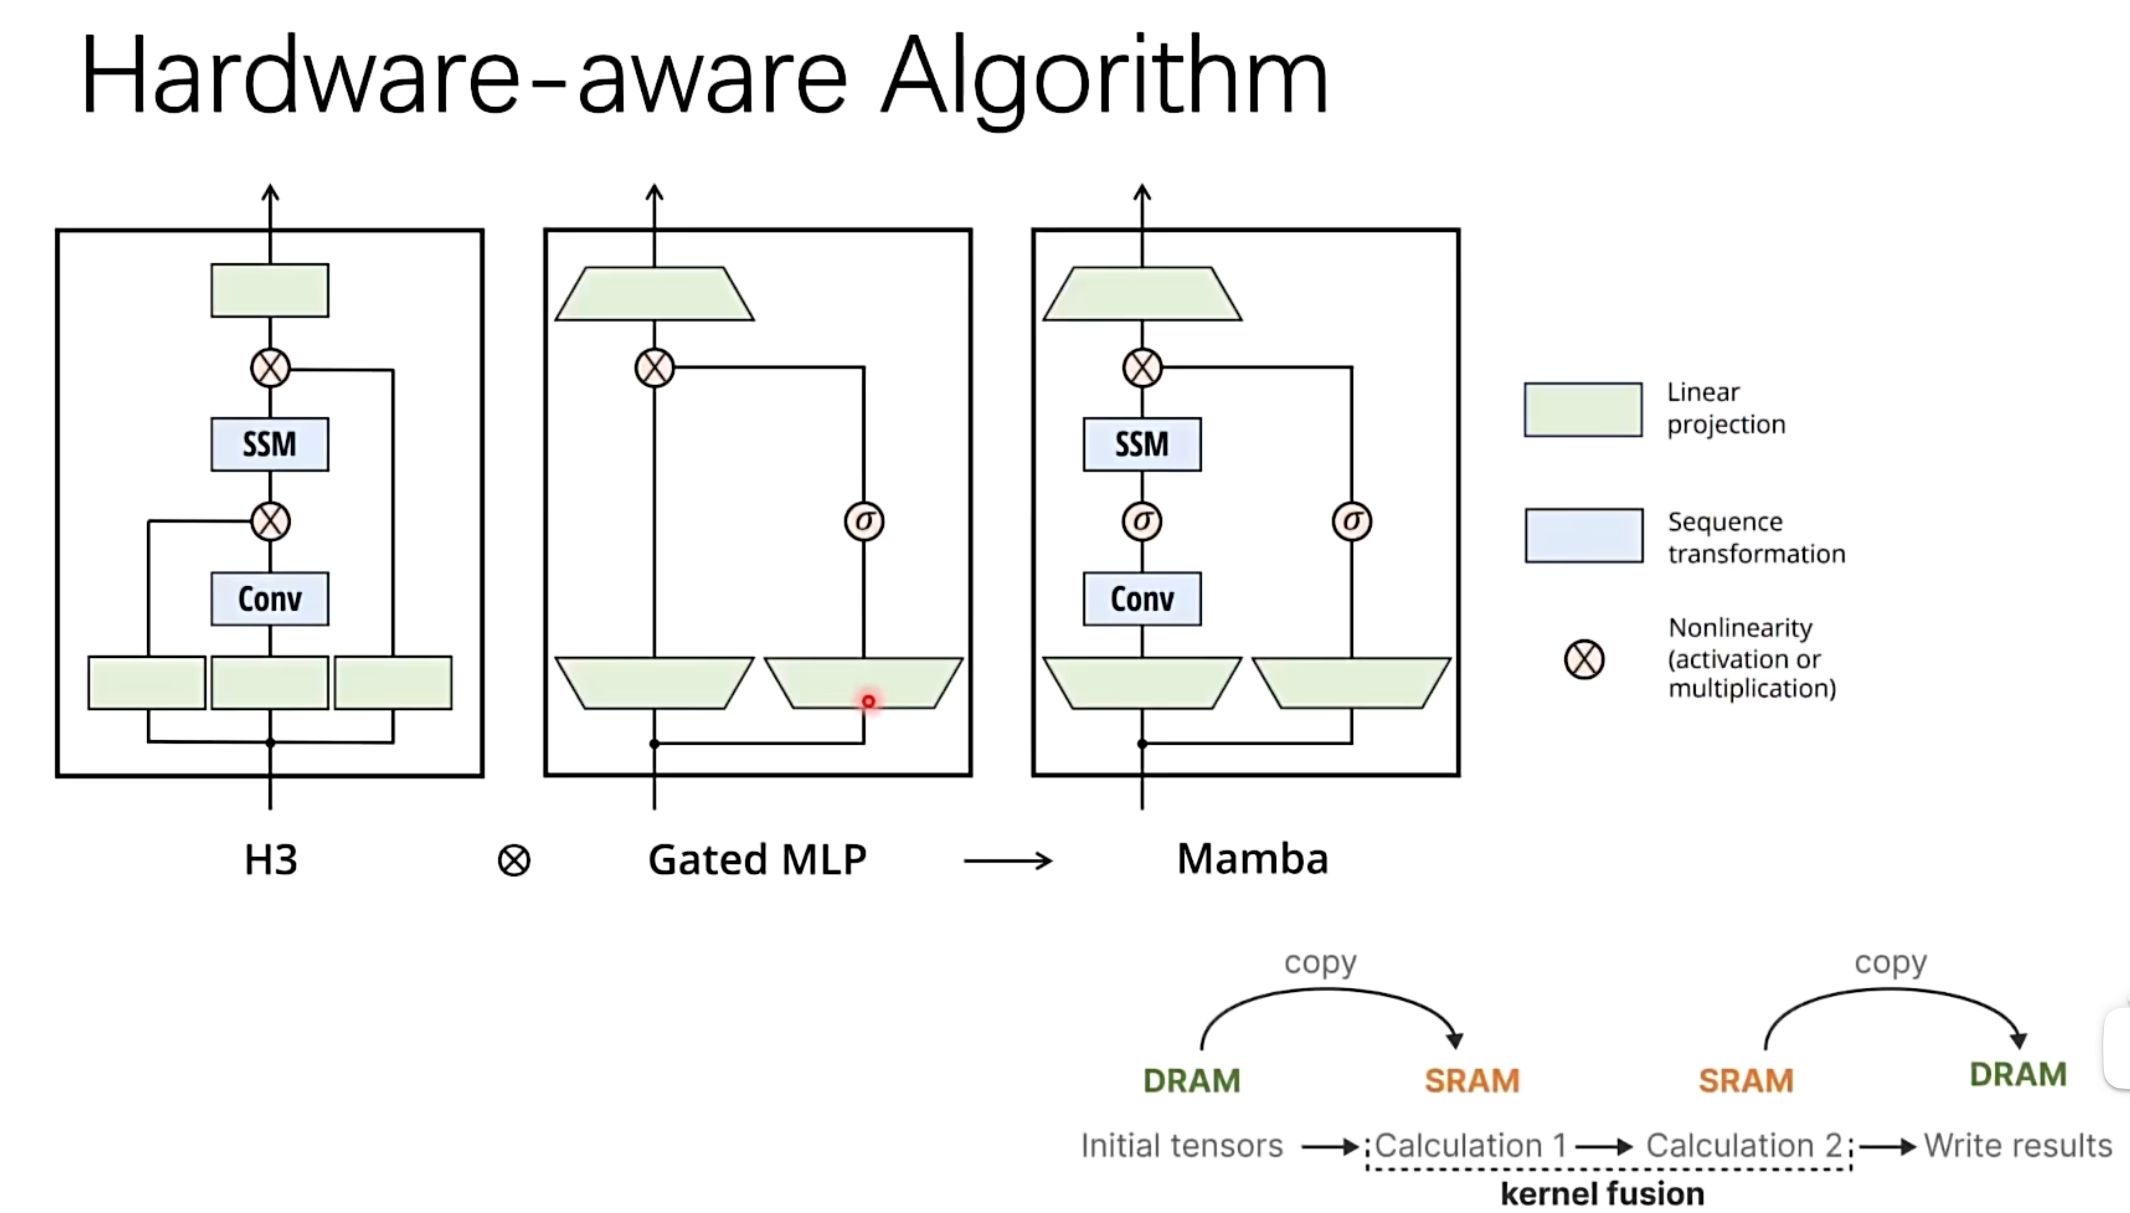 Hardware-aware Algorithm
SSM
Conv
H3
⊗
σ
Gated MLP
→
SSM
σ
σ
Conv
Mamba
Linear
projection
Sequence
transformation
Nonlinearity
(activation or
multiplication)
copy
copy
DRAM
SRAM
SRAM
DRAM
Initial tensors
Calculation 1
Calculation 2
Write results
kernel fusion